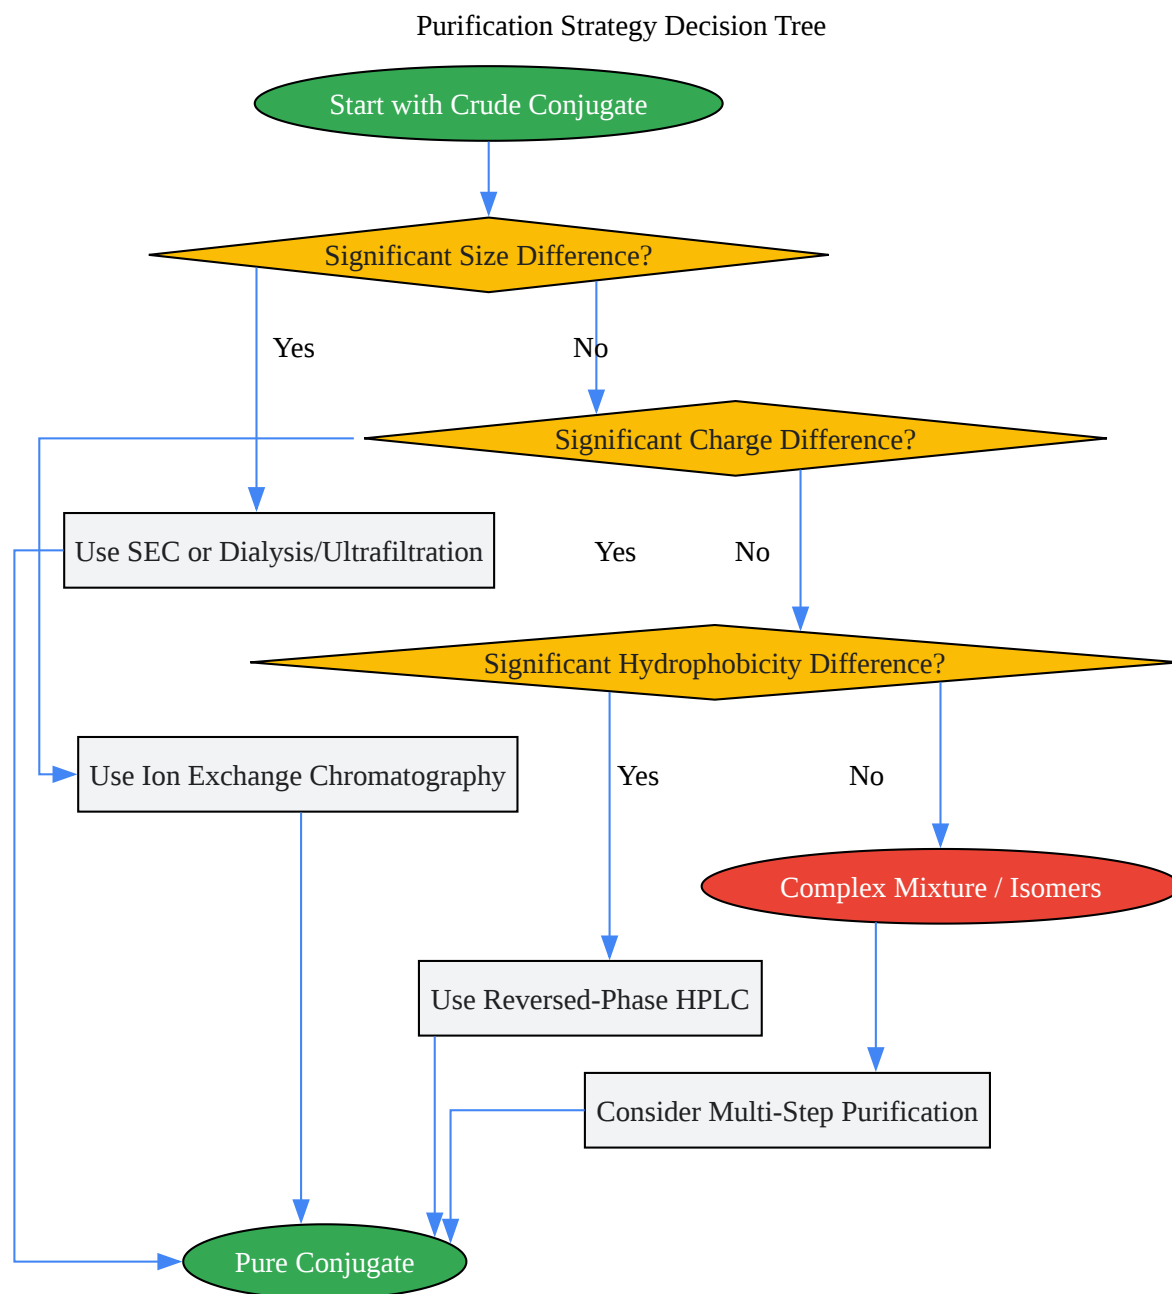 Purification Strategy Decision Tree
Start with Crude Conjugate
Significant Size Difference?
Yes
No
Significant Charge Difference?
Use SEC or Dialysis/Ultrafiltration
Yes
No
Significant Hydrophobicity Difference?
Use Ion Exchange Chromatography
Yes
No
Complex Mixture / Isomers
Use Reversed-Phase HPLC
Consider Multi-Step Purification
Pure Conjugate